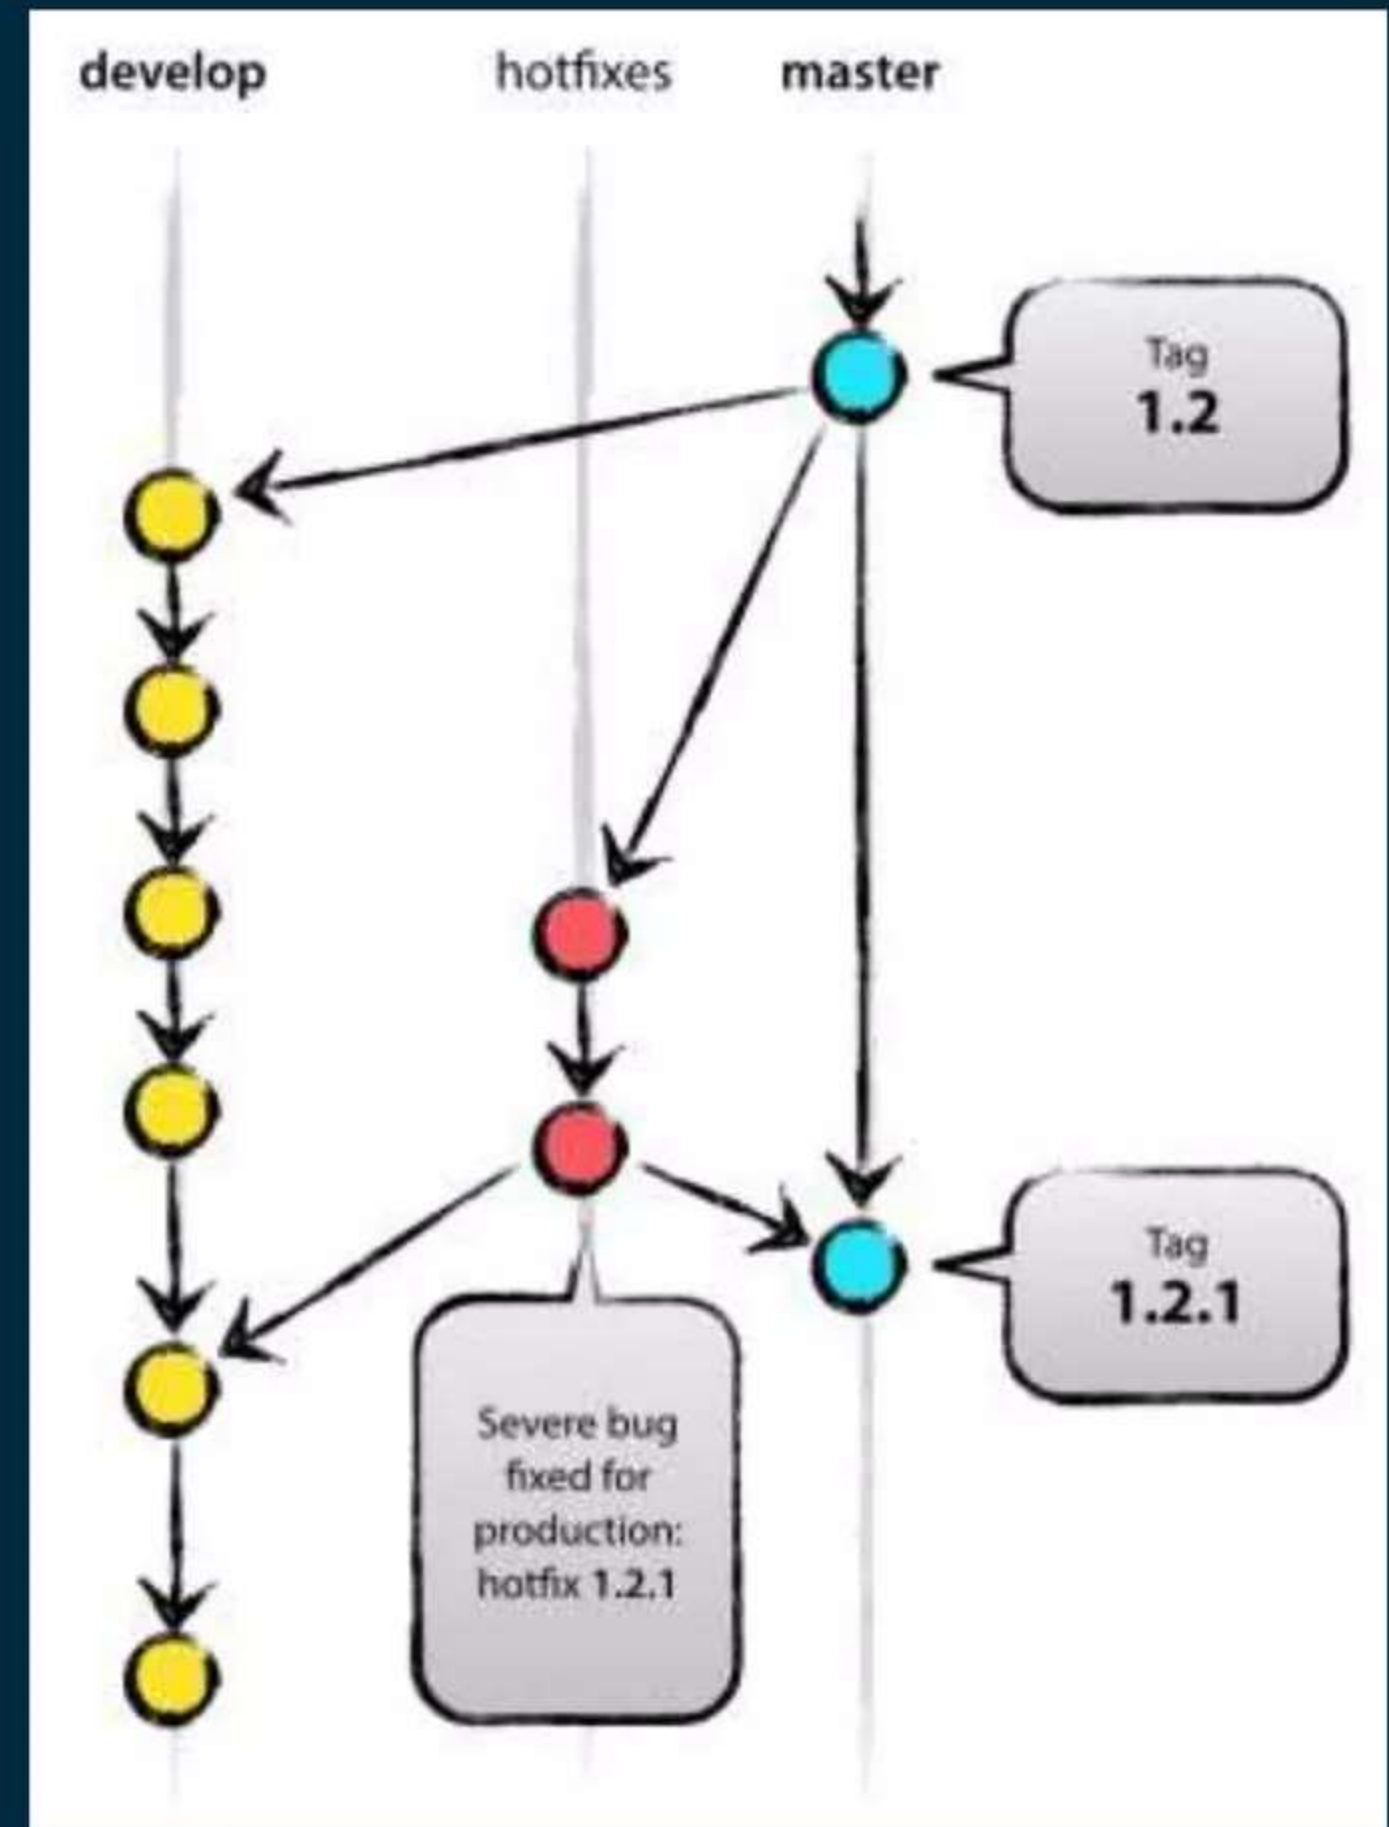 develop
hotfixes
master
Tag
1.2
Tag
1.2.1
Severe bug
fixed for
production:
hotfix 1.2.1